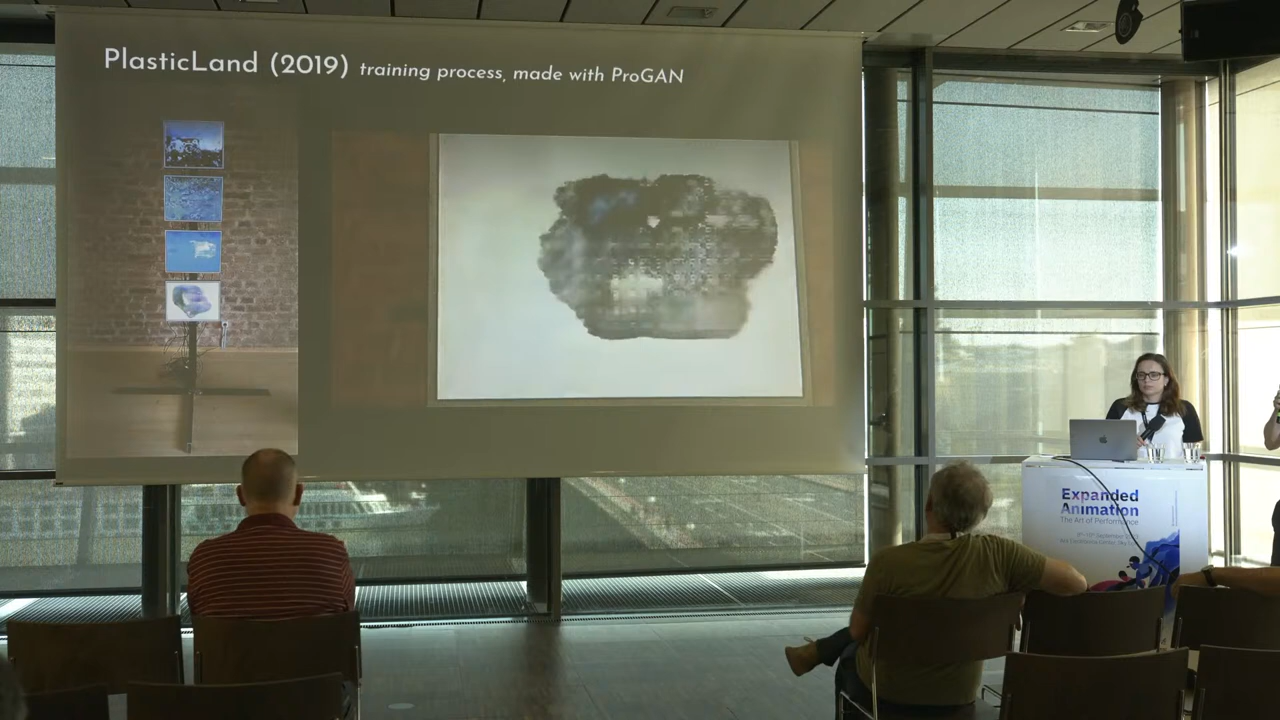 PlasticLand (2019) training process, made with ProGAN
Expanded
Animation
The Art of Performance